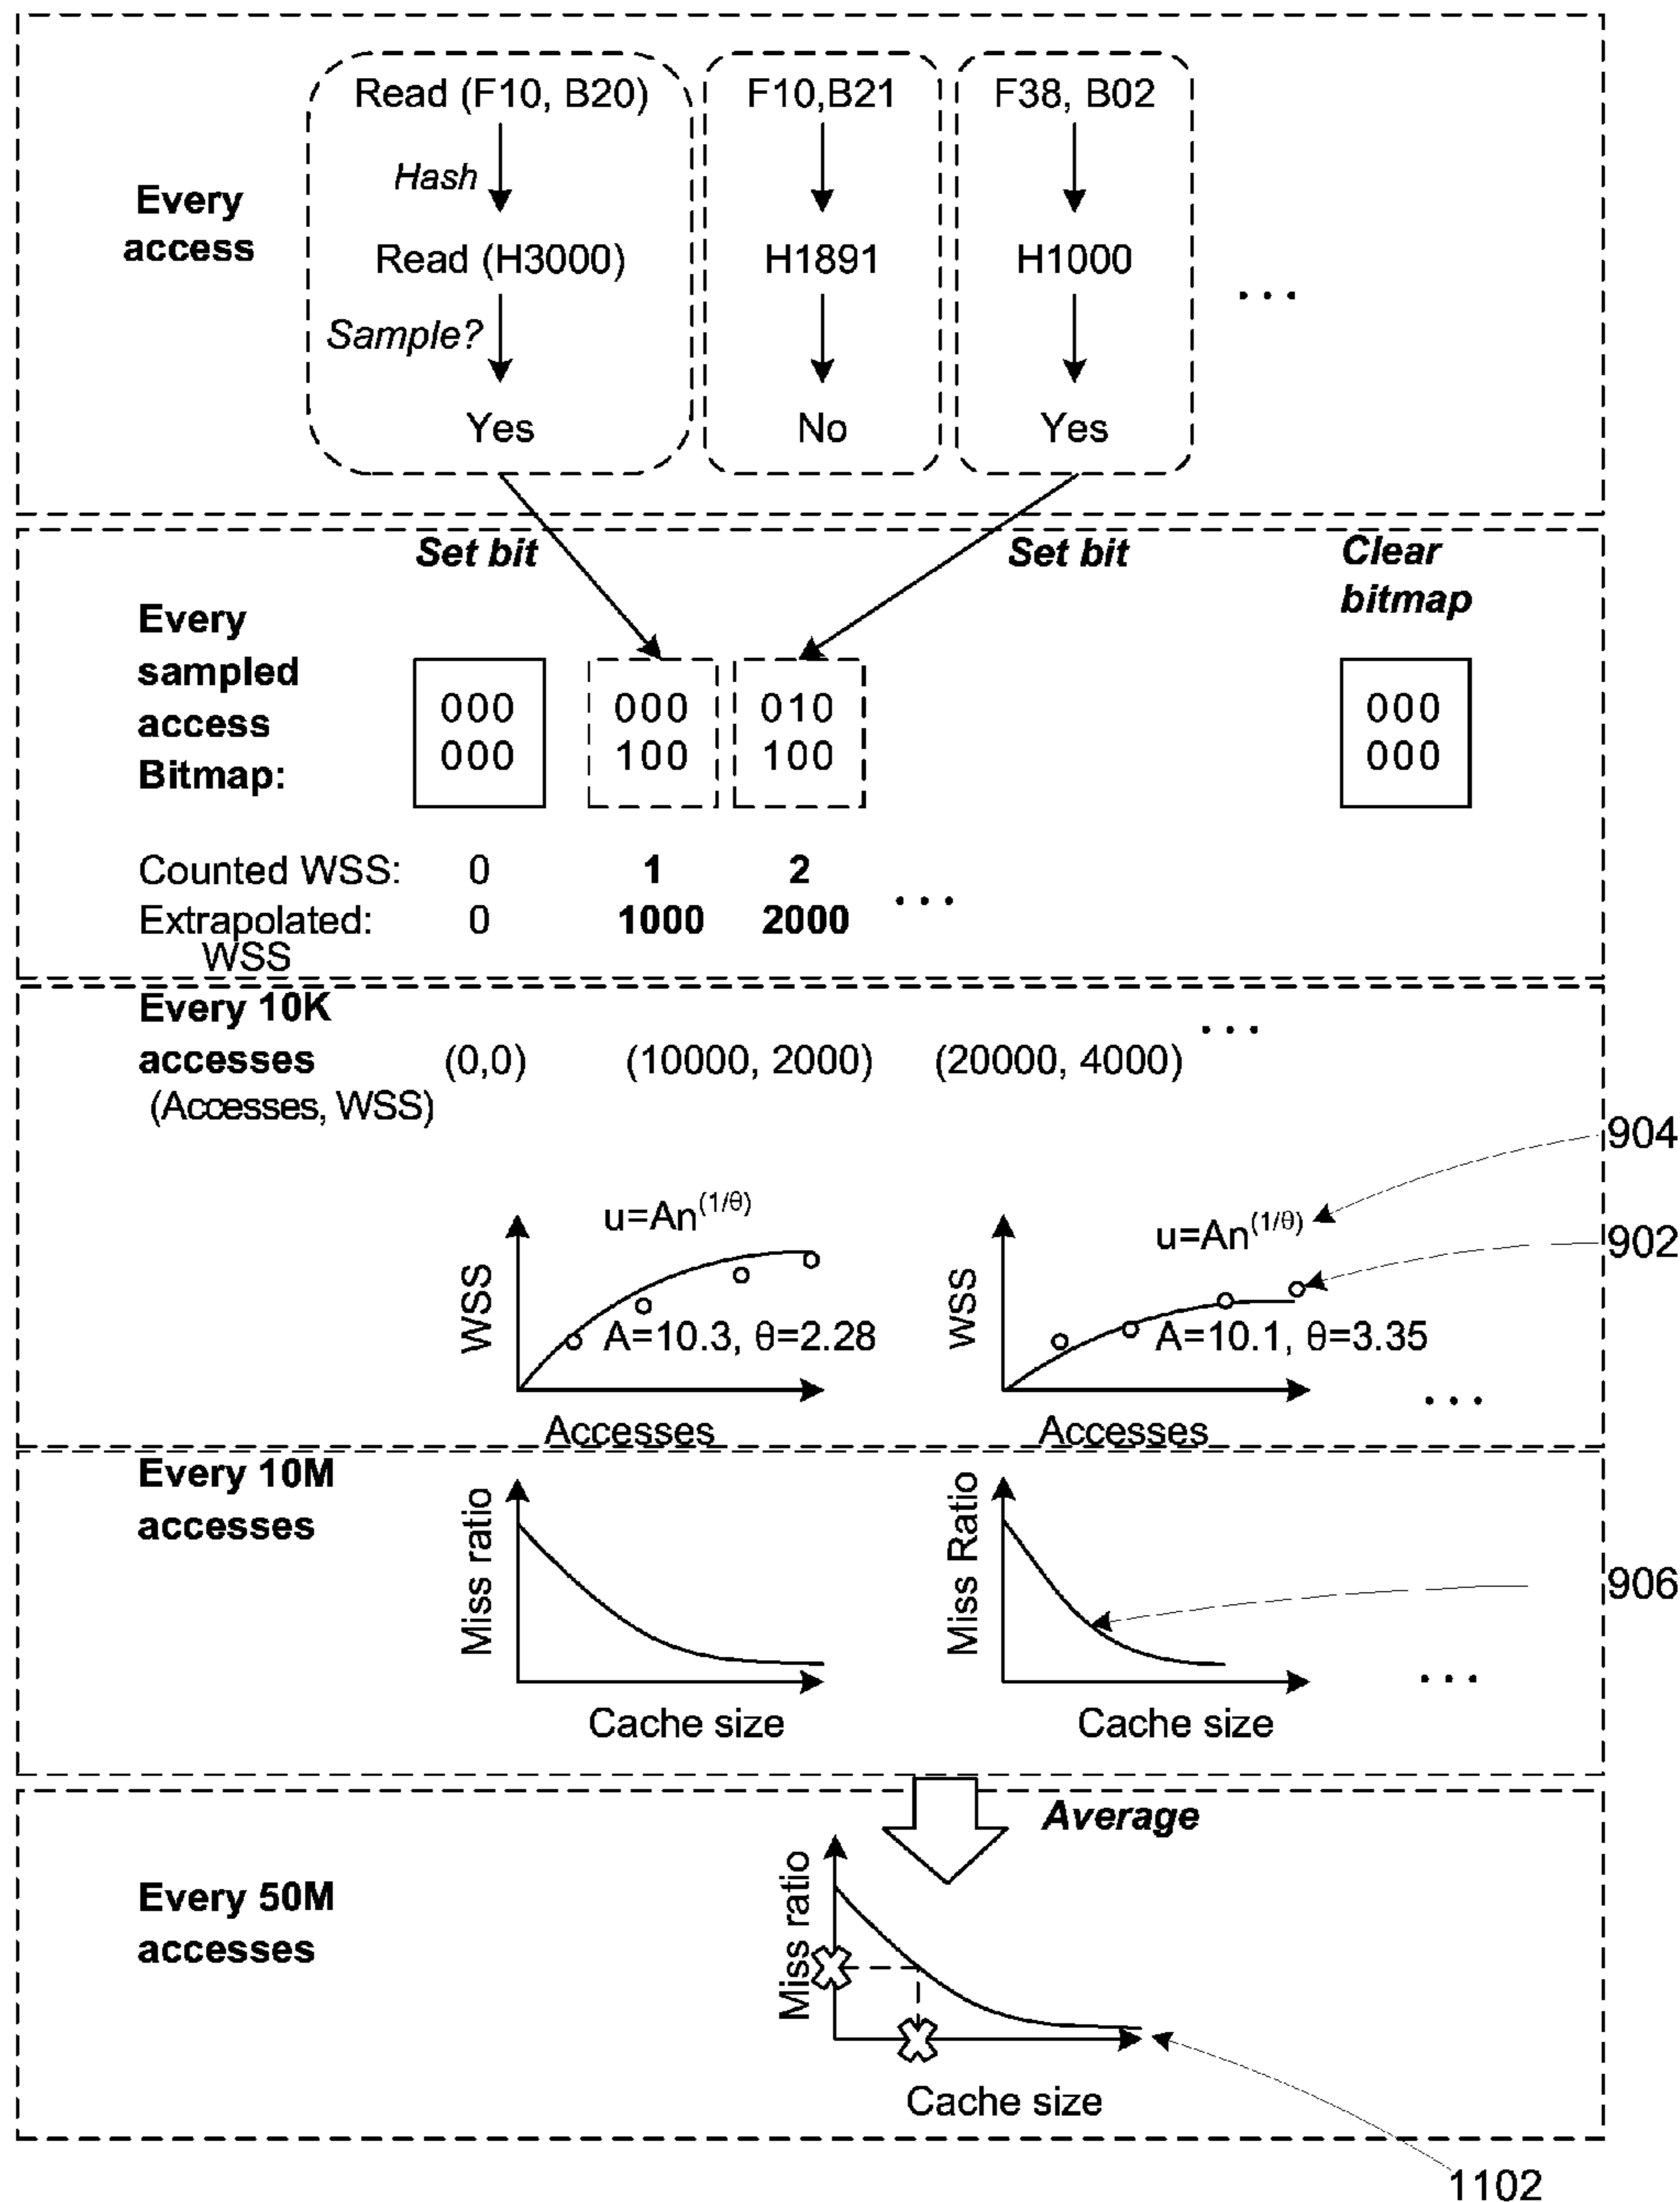 Read (F10, B20)
F10,B21
F38, B02
Hash
Every
access
Read (H3000)
H1891
H1000
. . .
Sample?
Yes
No
Yes
Set bit
Set bit
Clear
bitmap
Every
sampled
access
Bitmap:
000
000
000
100
010
100
000
000
Counted WSS:
0
1
2
Extrapolated:
WSS
0
1000
2000
. . .
Every 10K
accesses
(Accesses, WSS)
(0,0)
(10000, 2000)
(20000, 4000)
. . .
904
902
u=An^(1/θ)
WSS
A=10.3, θ=2.28
Accesses
u=An^(1/θ)
WSS
A=10.1, θ=3.35
Accesses
. . .
Every 10M
accesses
Miss ratio
Cache size
Miss Ratio
Cache size
906
. . .
Average
Every 50M
accesses
Miss ratio
Cache size
1102